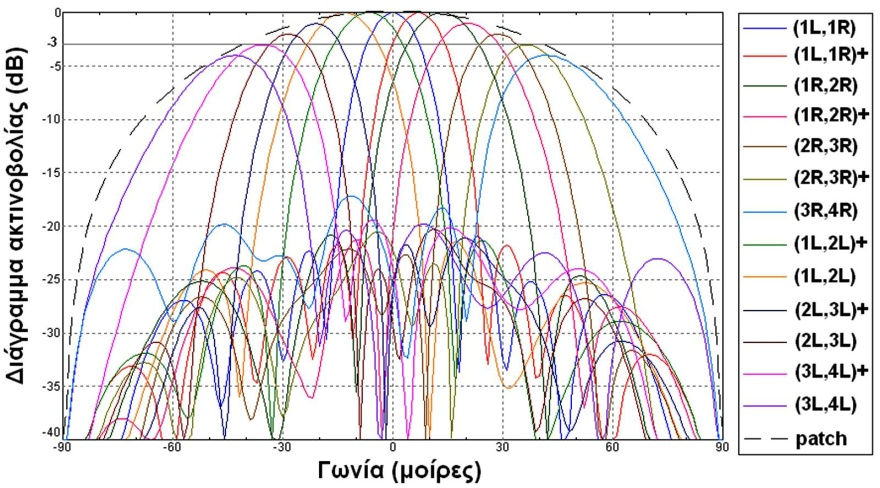 Διάγραμμα ακτινοβολίας (dB)
0
-3
-5
-10
-15
-20
-25
-30
-35
-40
-90
-60
-30
0
30
60
90
Γωνία (μοίρες)
(1L,1R)
(1L,1R)+
(1R,2R)
(1R,2R)+
(2R,3R)
(2R,3R)+
(3R,4R)
(1L,2L)+
(1L,2L)
(2L,3L)+
(2L,3L)
(3L,4L)+
(3L,4L)
patch